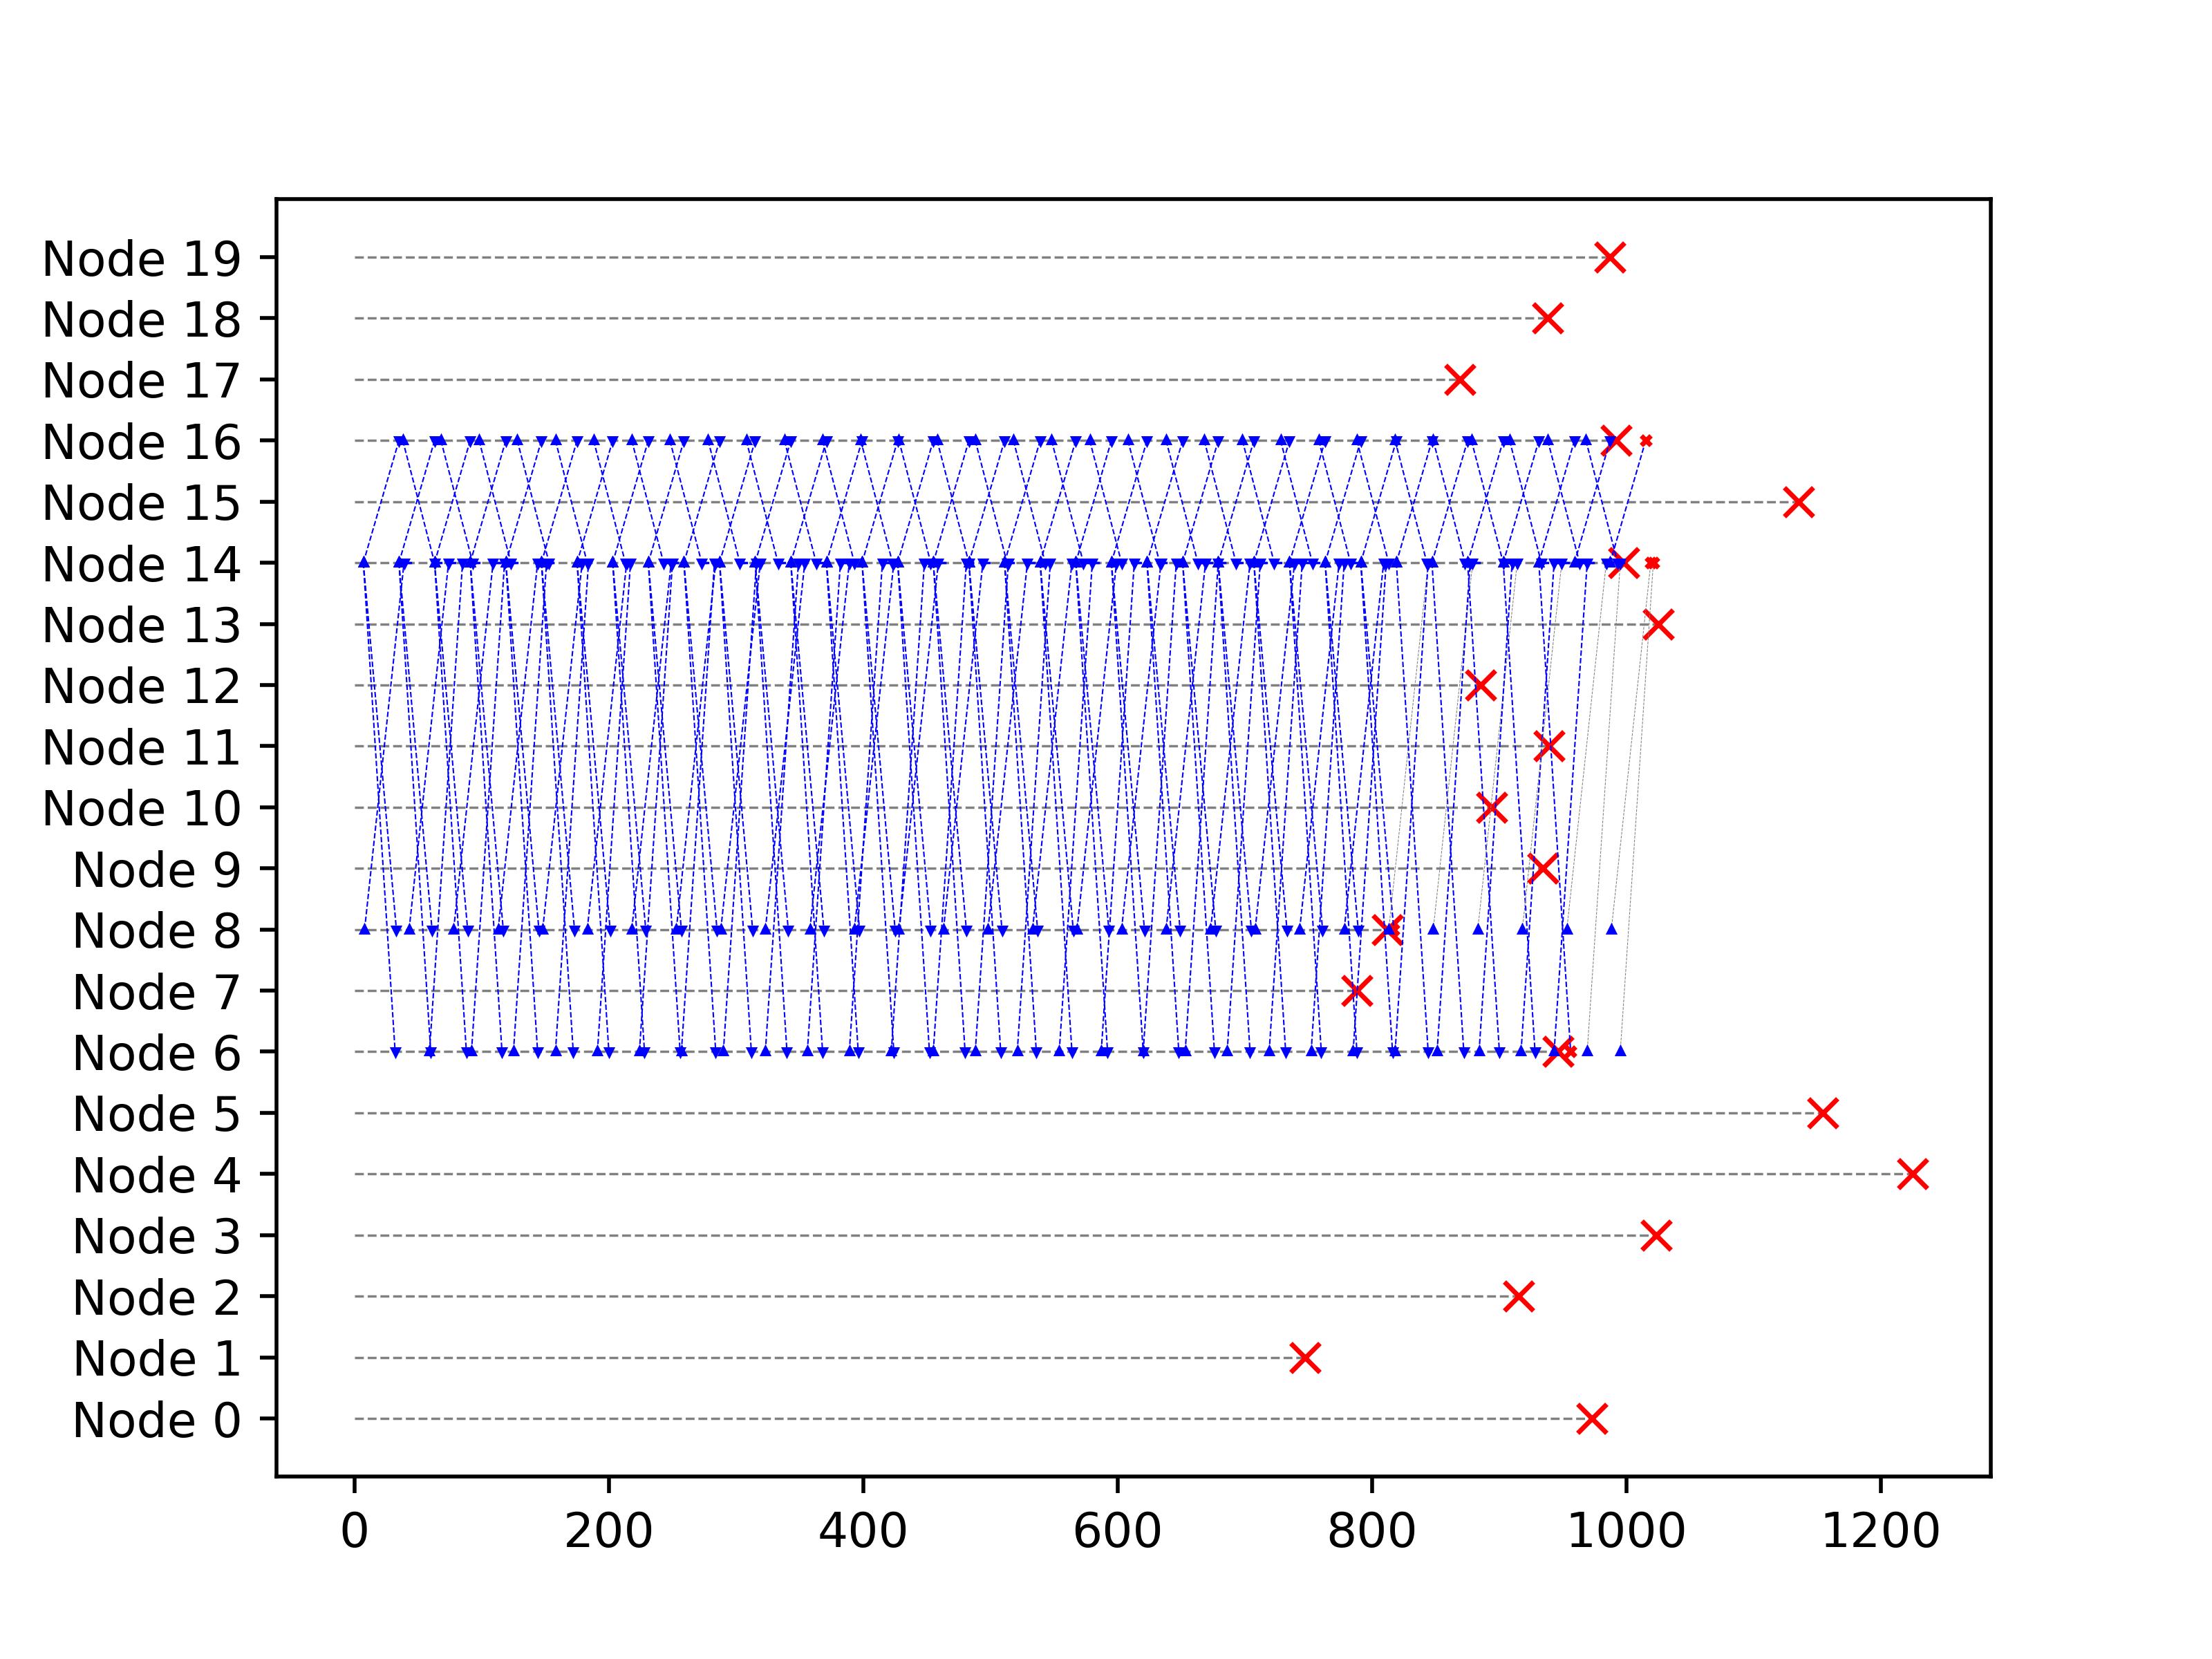 Node 19
Node 18
Node 17
Node 16
Node 15
Node 14
Node 13
Node 12
Node 11
Node 10
Node 9
Node 8
Node 7
Node 6
Node 5
Node 4
Node 3
Node 2
Node 1
Node 0
0 200 400 600 800 1000 1200